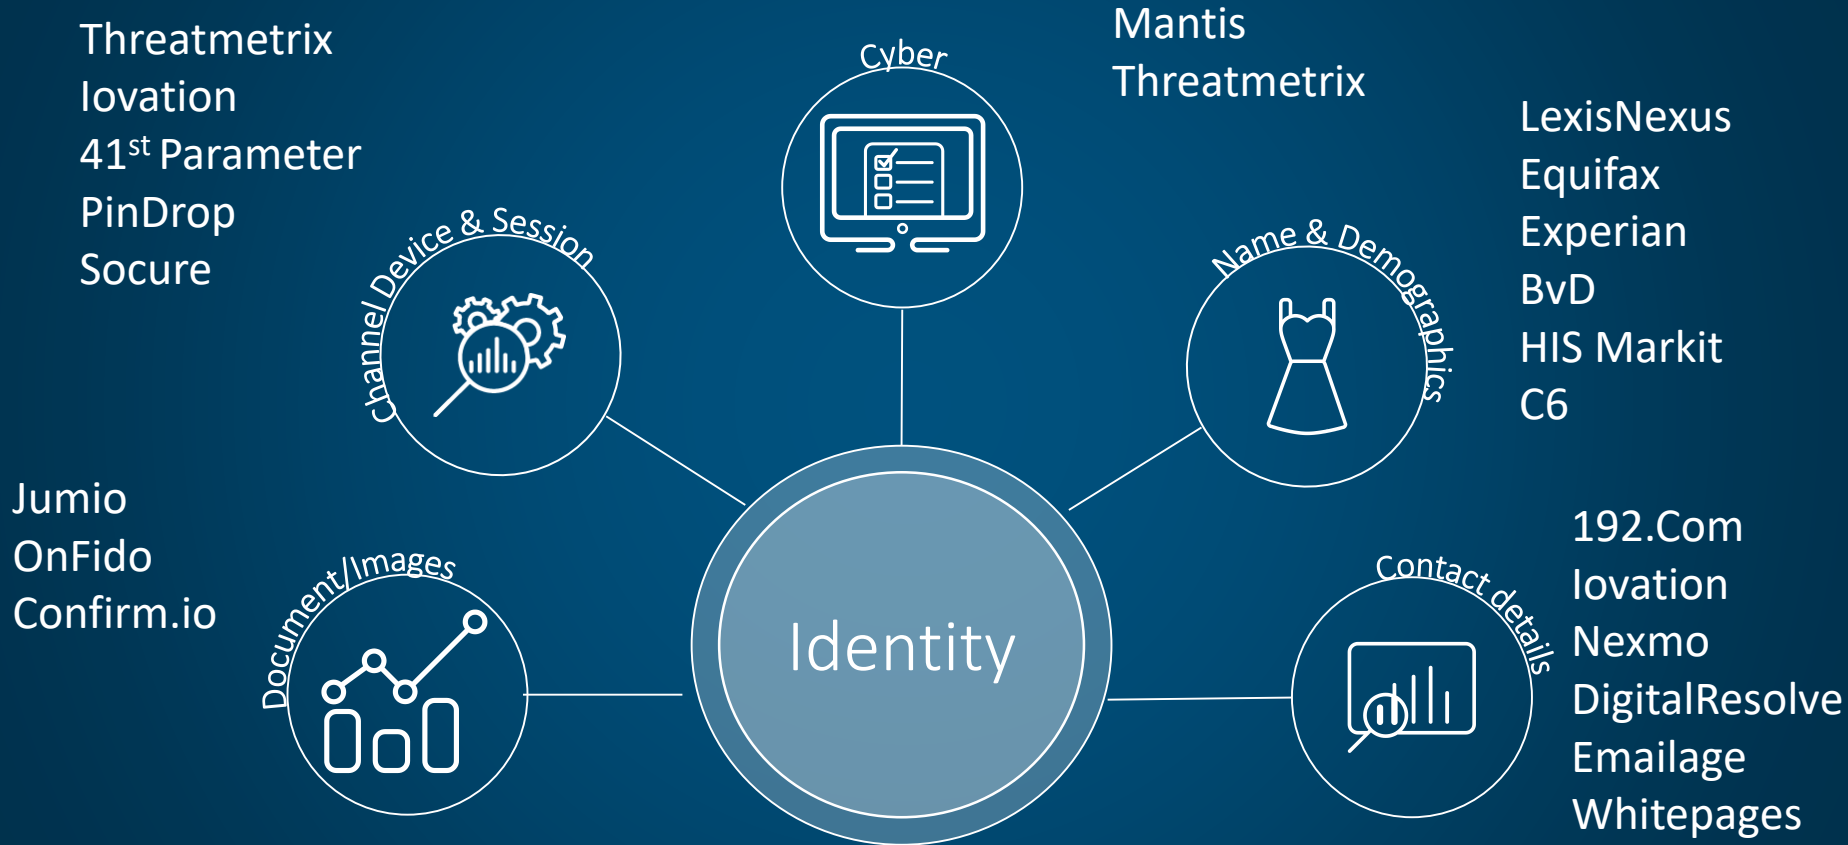 Threatmetrix
Iovation
41st Parameter
PinDrop
Socure
Channel Device & Session
Cyber
Mantis
Threatmetrix
Name & Demographics
LexisNexus
Equifax
Experian
BvD
HIS Markit
C6
Jumio
OnFido
Confirm.io
Document/Images
Identity
Contact details
192.Com
Iovation
Nexmo
DigitalResolve
Emailage
Whitepages